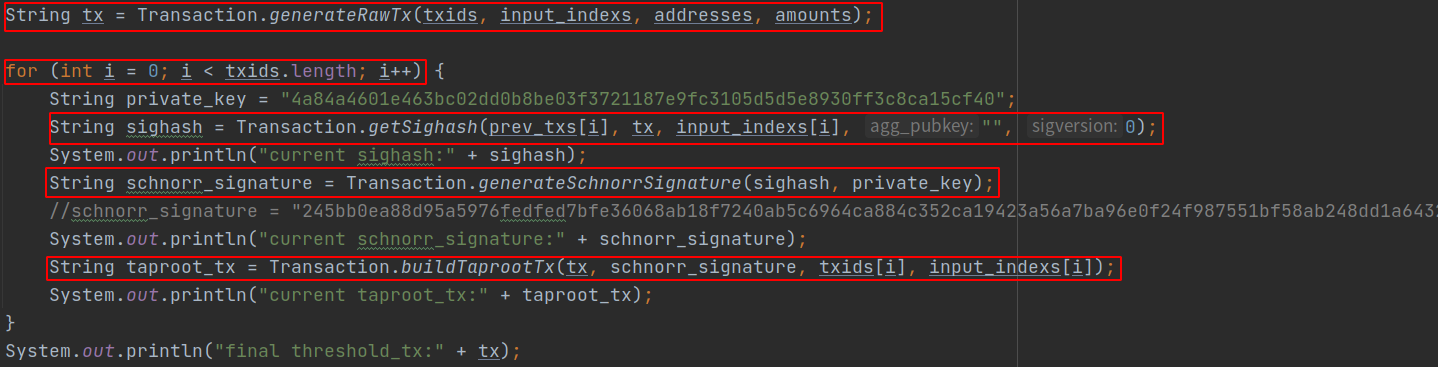 String tx = Transaction.generateRawTx(txids, input_indexs, addresses, amounts);
for (int i = 0; i < txids.length; i++) {
String private_key = "4a84a4601e463bc02dd0b8be03f3721187e9fc3105d5d5e8930ff3c8ca15cf40";
String sighash = Transaction.getSighash(prev_txs[i], tx, input_indexs[i], agg_pubkey: "", sigversion: 0);
System.out.println("current sighash:" + sighash);
String schnorr_signature = Transaction.generateSchnorrSignature(sighash, private_key);
//schnorr_signature = "245bb0ea88d95a5976fedfed7bfe36068ab18f7240ab5c6964ca884c352ca19423a56a7ba96e0f24f987551bf58ab248dd1a6432
System.out.println("current schnorr_signature:" + schnorr_signature);
String taproot_tx = Transaction.buildTaprootTx(tx, schnorr_signature, txids[i], input_indexs[i]);
System.out.println("current taproot_tx:" + taproot_tx);
}
System.out.println("final threshold_tx:" + tx);